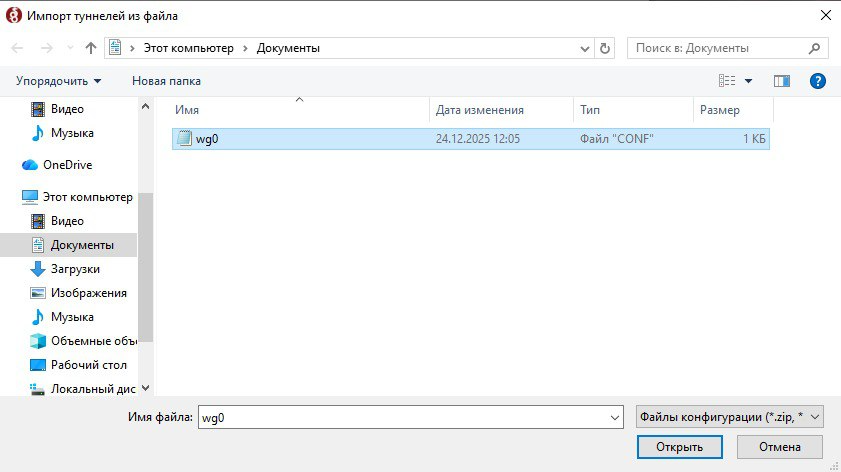 Импорт туннелей из файла
Этот компьютер
Документы
Поиск в: Документы
Упорядочить
Новая папка
Имя
Дата изменения
Тип
Размер
wg0
24.12.2025 12:05
Файл "CONF"
1 КБ
Видео
Музыка
OneDrive
Этот компьютер
Видео
Документы
Загрузки
Изображения
Музыка
Объемные объ
Рабочий стол
Локальный дис
Имя файла:
wg0
Файлы конфигурации (*.zip, *
Открыть
Отмена